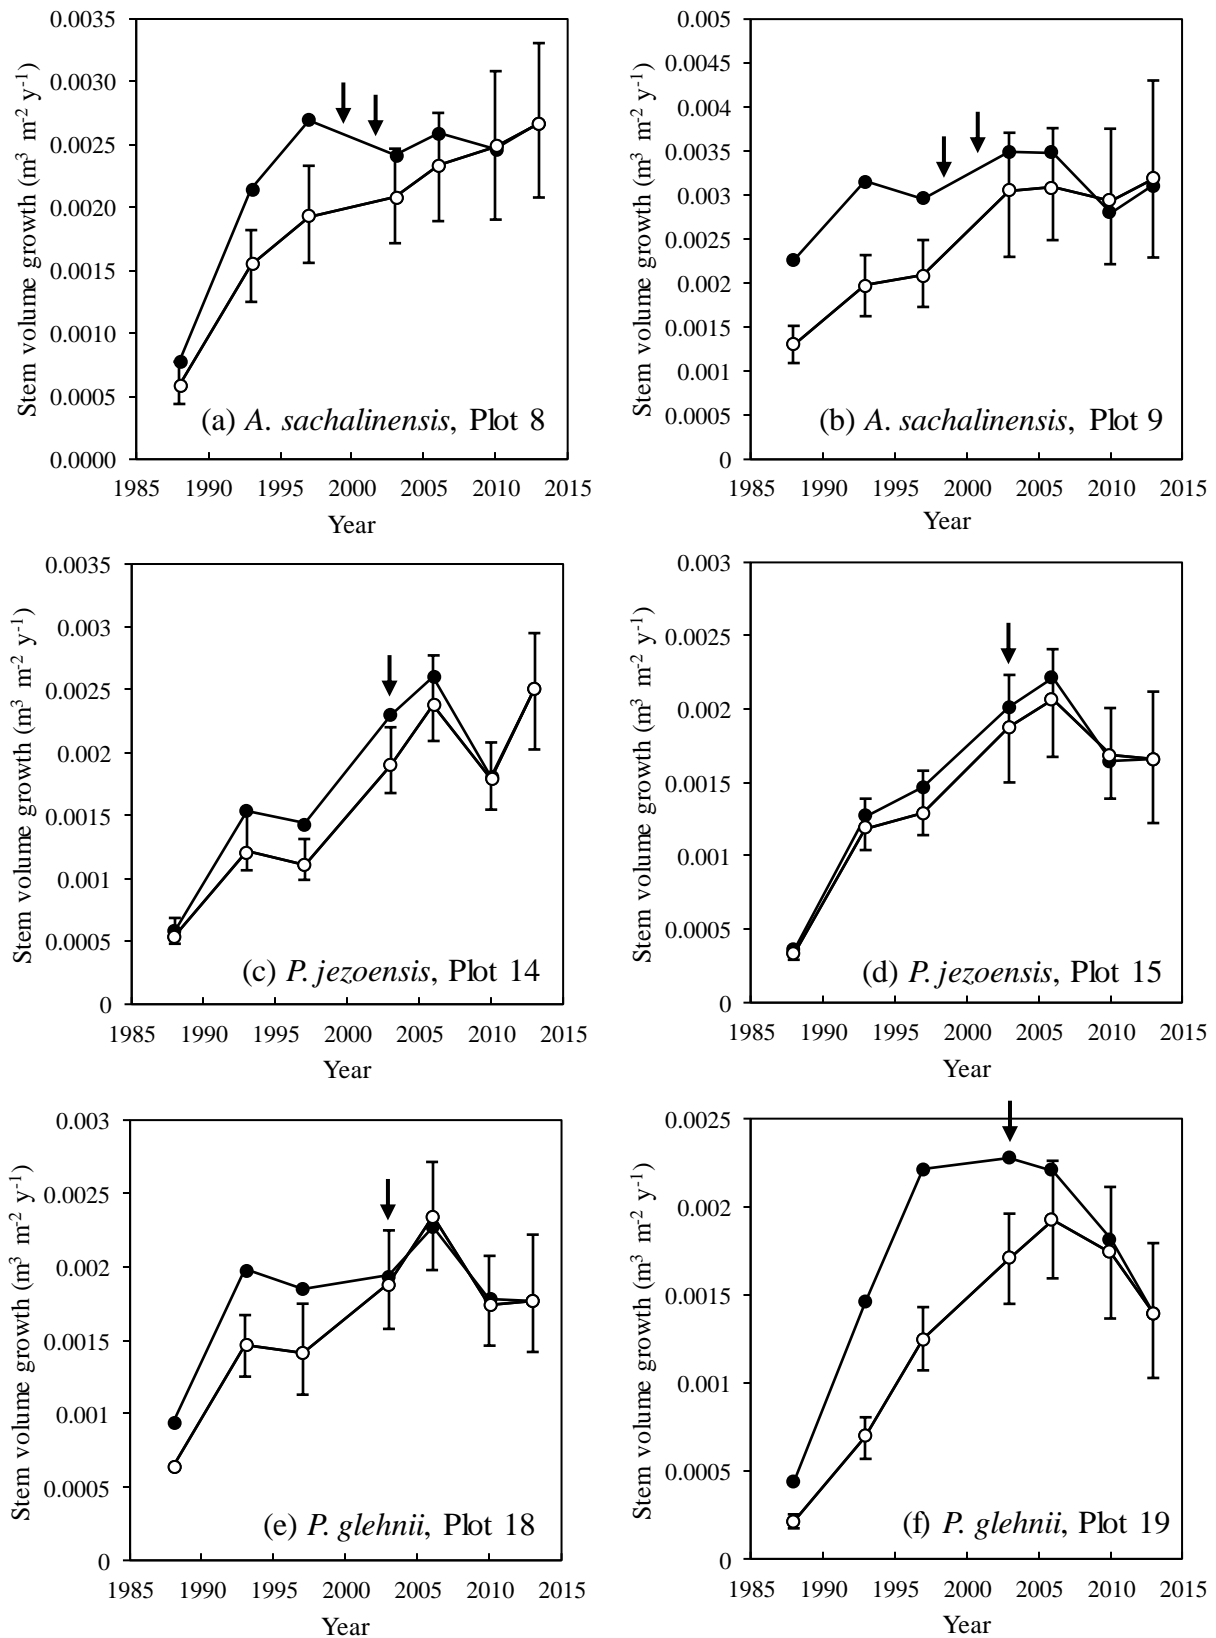 Stem volume growth (m³ m⁻² y⁻¹)
0.0035
0.0030
0.0025
0.0020
0.0015
0.0010
0.0005
0.0000
(a) A. sachalinensis, Plot 8
1985 1990 1995 2000 2005 2010 2015
Year
Stem volume growth (m³ m⁻² y⁻¹)
0.005
0.0045
0.004
0.0035
0.003
0.0025
0.002
0.0015
0.001
0.0005
0
(b) A. sachalinensis, Plot 9
1985 1990 1995 2000 2005 2010 2015
Year
Stem volume growth (m³ m⁻² y⁻¹)
0.0035
0.003
0.0025
0.002
0.0015
0.001
0.0005
0
(c) P. jezoensis, Plot 14
1985 1990 1995 2000 2005 2010 2015
Year
Stem volume growth (m³ m⁻² y⁻¹)
0.003
0.0025
0.002
0.0015
0.001
0.0005
0
(d) P. jezoensis, Plot 15
1985 1990 1995 2000 2005 2010 2015
Year
Stem volume growth (m³ m⁻² y⁻¹)
0.003
0.0025
0.002
0.0015
0.001
0.0005
0
(e) P. glehnii, Plot 18
1985 1990 1995 2000 2005 2010 2015
Year
Stem volume growth (m³ m⁻² y⁻¹)
0.0025
0.002
0.0015
0.001
0.0005
0
(f) P. glehnii, Plot 19
1985 1990 1995 2000 2005 2010 2015
Year